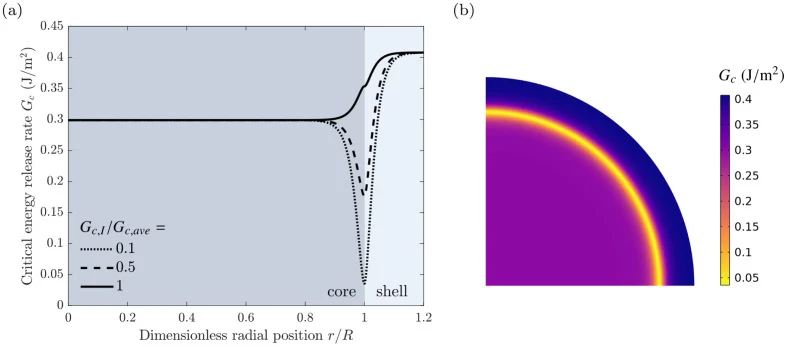 (a)
0.45
0.4
0.35
0.3
0.25
0.2
0.15
0.1
0.05
0
Critical energy release rate G_c (J/m²)
G_{c,I}/G_{c,ave} =
0.1
0.5
1
core shell
0 0.2 0.4 0.6 0.8 1 1.2
Dimensionless radial position r/R
(b)
G_c (J/m²)
0.4
0.35
0.3
0.25
0.2
0.15
0.1
0.05